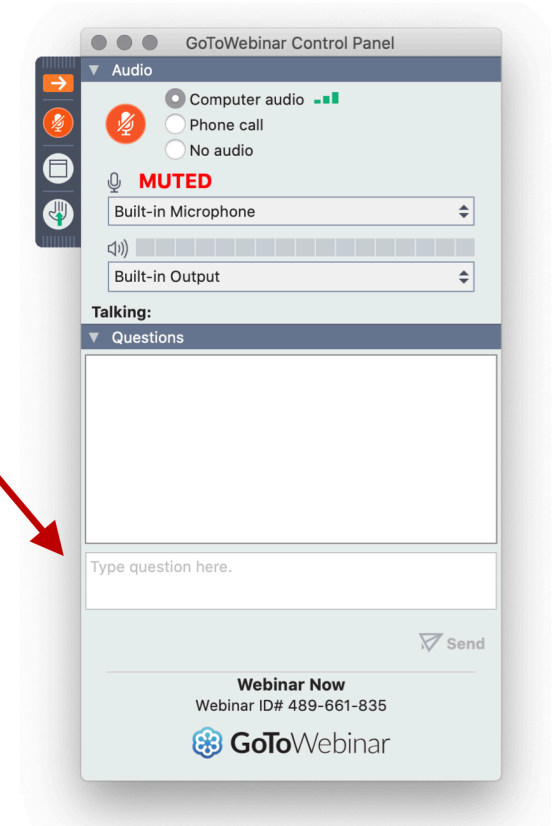 GoToWebinar Control Panel
Audio
Computer audio
Phone call
No audio
MUTED
Built-in Microphone
Built-in Output
Talking:
Questions
Type question here.
Send
Webinar Now
Webinar ID# 489-661-835
GoToWebinar